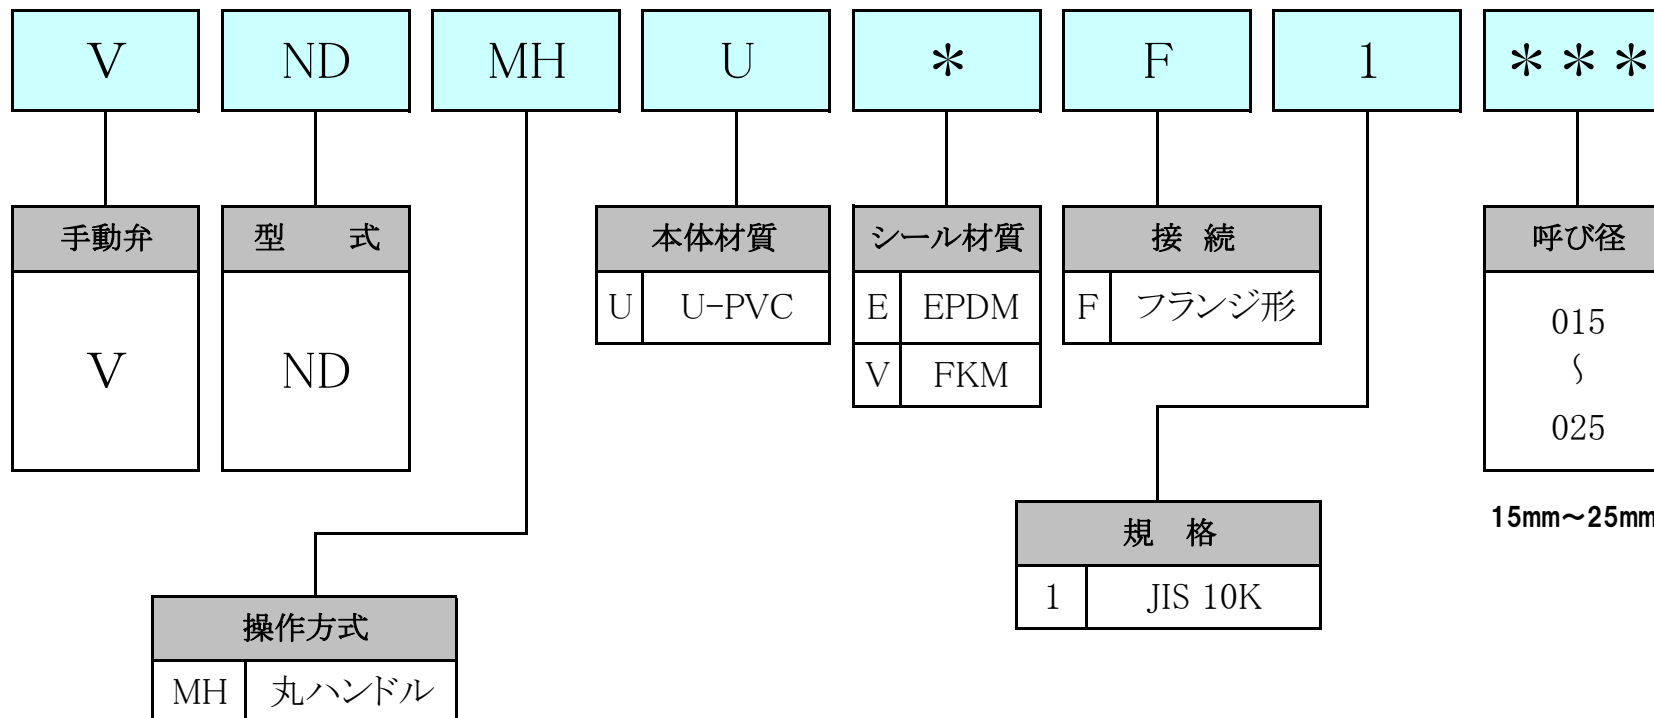 V ND MH U * F 1 ***
手動弁 型 式 本体材質 シール材質 接 続 呼び径
U U-PVC E EPDM F フランジ形
V ND V FKM
015
~
025
15mm~25mm
規 格
1 JIS 10K
操作方式
MH 丸ハンドル